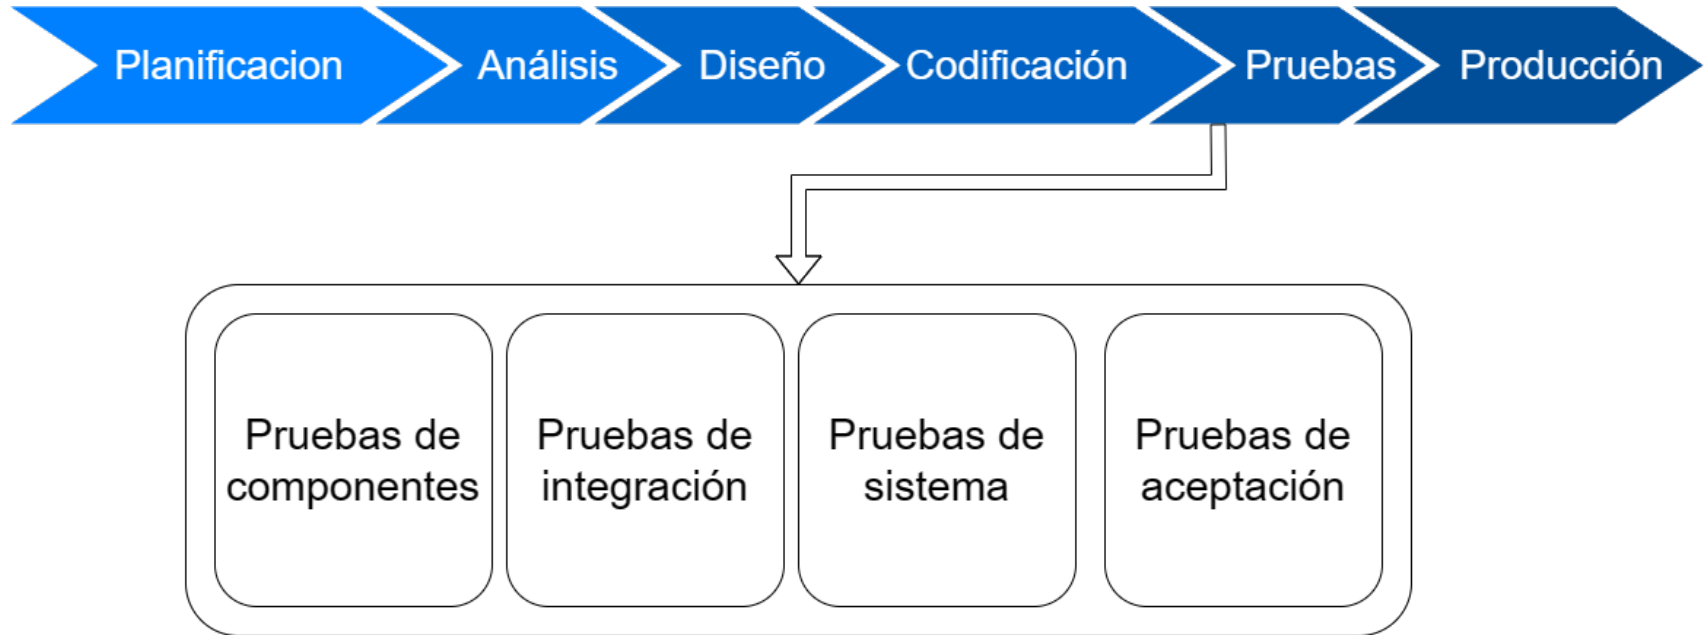 Planificacion
Análisis
Diseño
Codificación
Pruebas
Producción
Pruebas de
componentes
Pruebas de
integración
Pruebas de
sistema
Pruebas de
aceptación